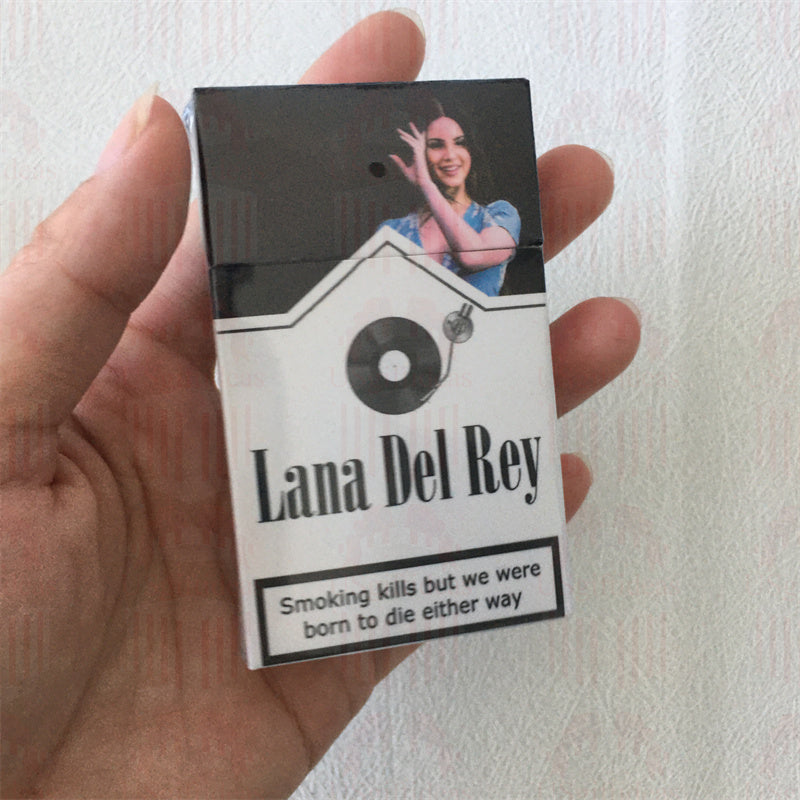 Lana Del Rey
Smoking kills but we were
born to die either way